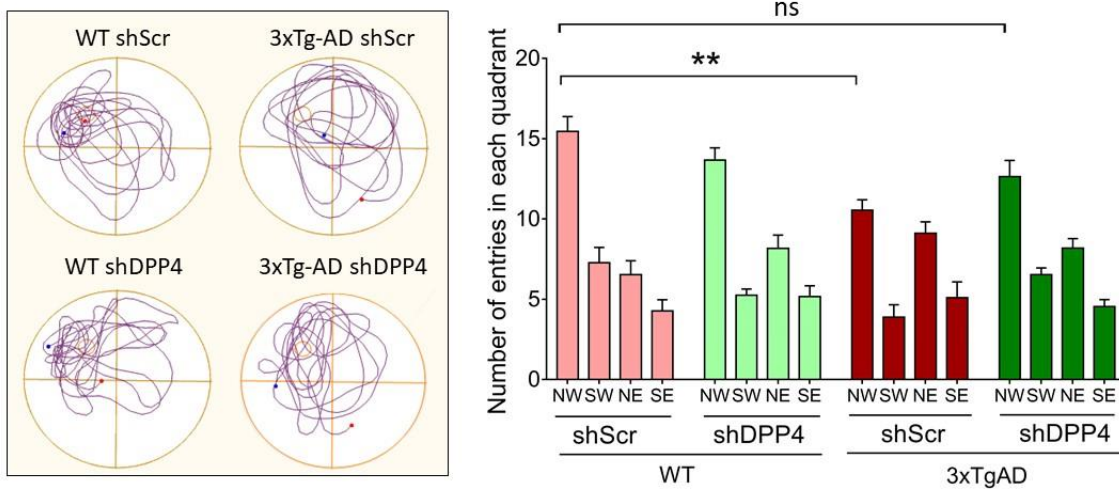 WT shScr
3xTg-AD shScr
WT shDPP4
3xTg-AD shDPP4
ns
**
Number of entries in each quadrant
20
15
10
5
0
NW SW NE SE NW SW NE SE NW SW NE SE NW SW NE SE
shScr shDPP4 shScr shDPP4
WT 3xTgAD